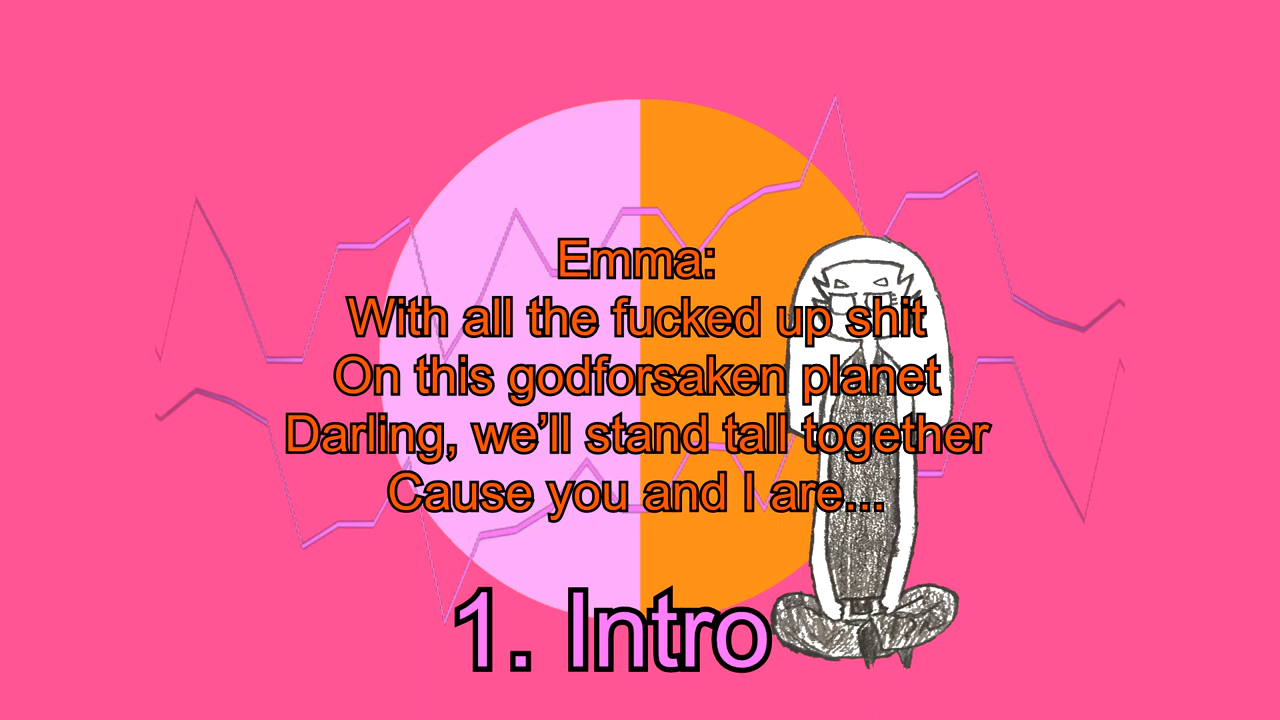 Emma:
With all the fucked up shit
On this godforsaken planet
Darling, we’ll stand tall together
Cause you and I are...
1. Intro